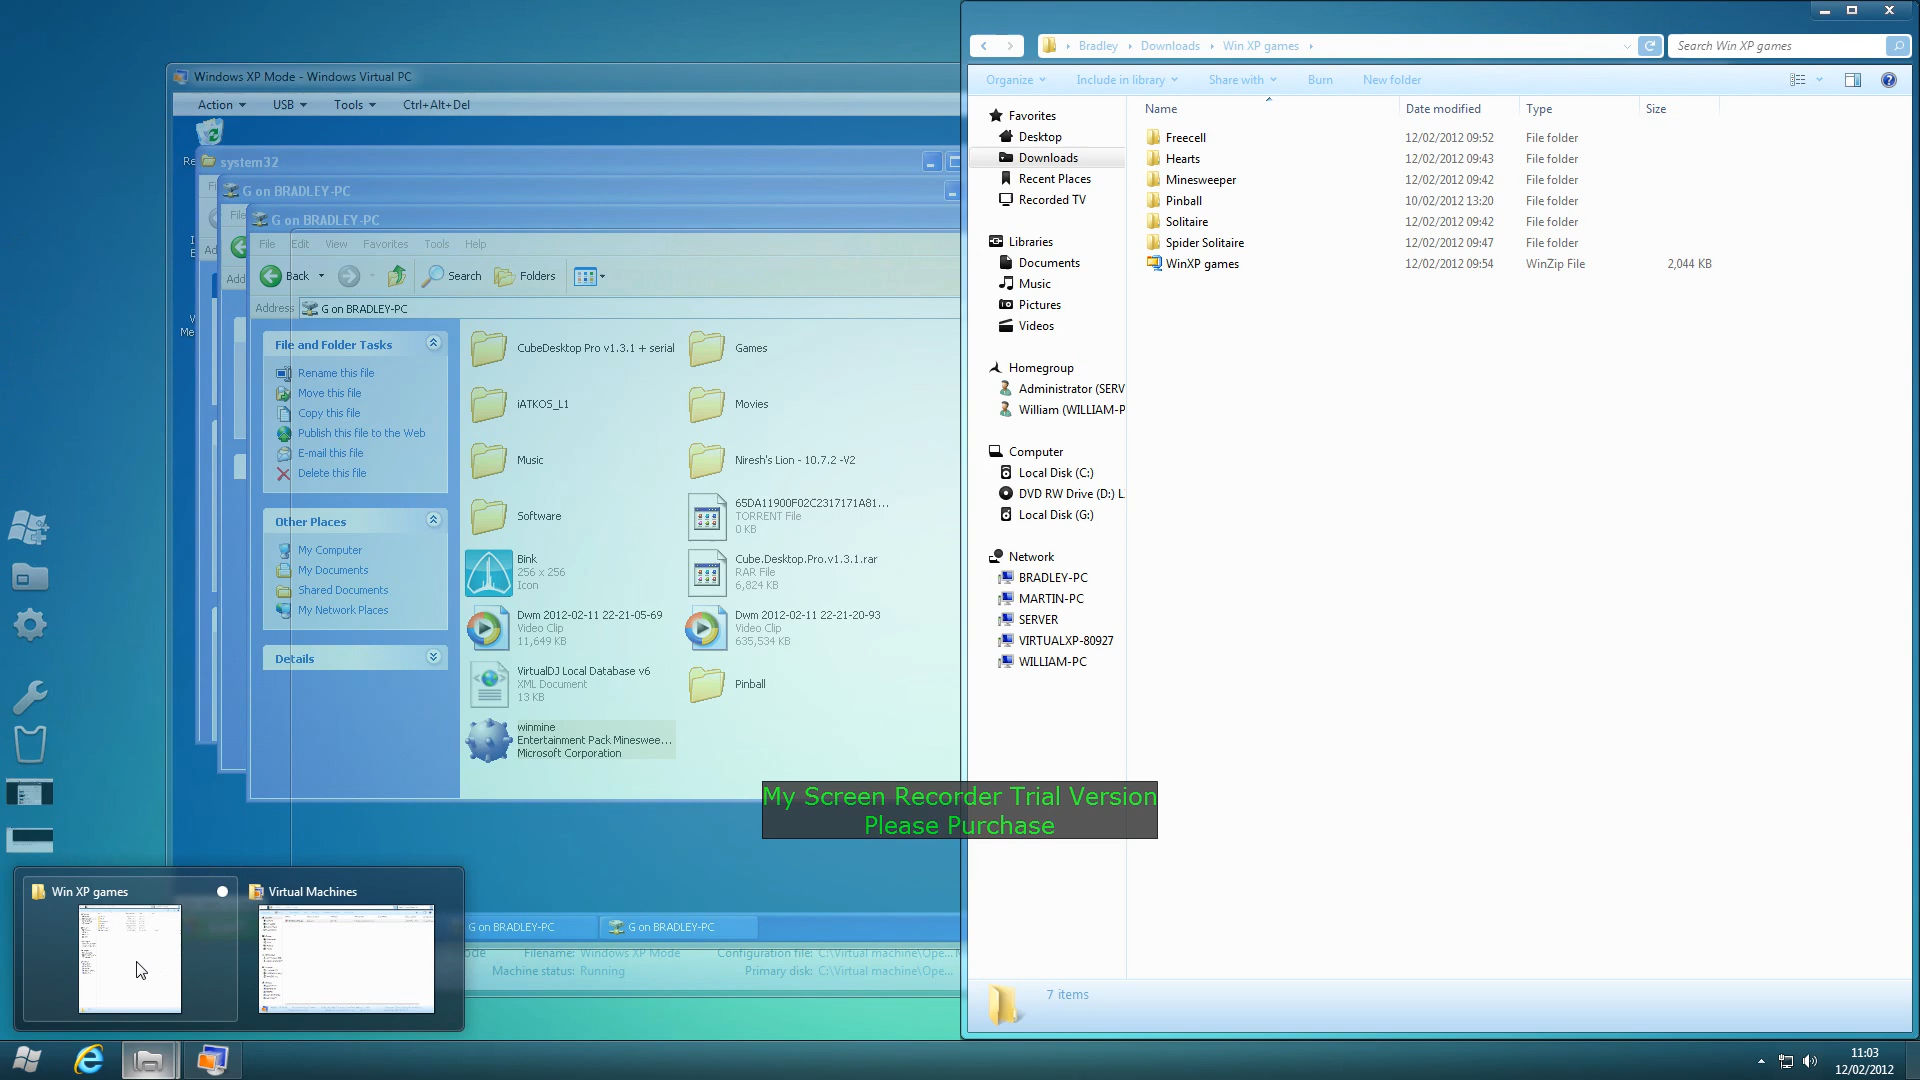 Windows XP Mode - Windows Virtual PC
Action
USB
Tools
Ctrl+Alt+Del
system32
G on BRADLEY-PC
G on BRADLEY-PC
File
Edit
View
Favorites
Tools
Help
Back
Search
Folders
Address
G on BRADLEY-PC
File and Folder Tasks
Rename this file
Move this file
Copy this file
Publish this file to the Web
E-mail this file
Delete this file
Other Places
My Computer
My Documents
Shared Documents
My Network Places
Details
CubeDesktop Pro v1.3.1 + serial
Games
iATKOS_L1
Movies
Music
Niresh's Lion - 10.7.2 -V2
Software
65DA11900F02C2317171A81...
TORRENT File
0 KB
Bink
256 x 256
Icon
Cube.Desktop.Pro.v1.3.1.rar
RAR File
6,824 KB
Dwm 2012-02-11 22-21-05-69
Video Clip
11,649 KB
Dwm 2012-02-11 22-21-20-93
Video Clip
635,534 KB
VirtualDJ Local Database v6
XML Document
13 KB
Pinball
winmine
Entertainment Pack Mineswee...
Microsoft Corporation
G on BRADLEY-PC
G on BRADLEY-PC
Filename: Windows XP Mode
Configuration file: C:\Virtual machine\Ope...
Machine status: Running
Primary disk: C:\Virtual machine\Ope...
My Screen Recorder Trial Version
Please Purchase
Win XP games
Virtual Machines
Bradley
Downloads
Win XP games
Search Win XP games
Organize
Include in library
Share with
Burn
New folder
Favorites
Desktop
Downloads
Recent Places
Recorded TV
Libraries
Documents
Music
Pictures
Videos
Homegroup
Administrator (SERV
William (WILLIAM-P
Computer
Local Disk (C:)
DVD RW Drive (D:) L
Local Disk (G:)
Network
BRADLEY-PC
MARTIN-PC
SERVER
VIRTUALXP-80927
WILLIAM-PC
Name
Date modified
Type
Size
Freecell 12/02/2012 09:52 File folder
Hearts 12/02/2012 09:43 File folder
Minesweeper 12/02/2012 09:42 File folder
Pinball 10/02/2012 13:20 File folder
Solitaire 12/02/2012 09:42 File folder
Spider Solitaire 12/02/2012 09:47 File folder
WinXP games 12/02/2012 09:54 WinZip File 2,044 KB
7 items
11:03
12/02/2012